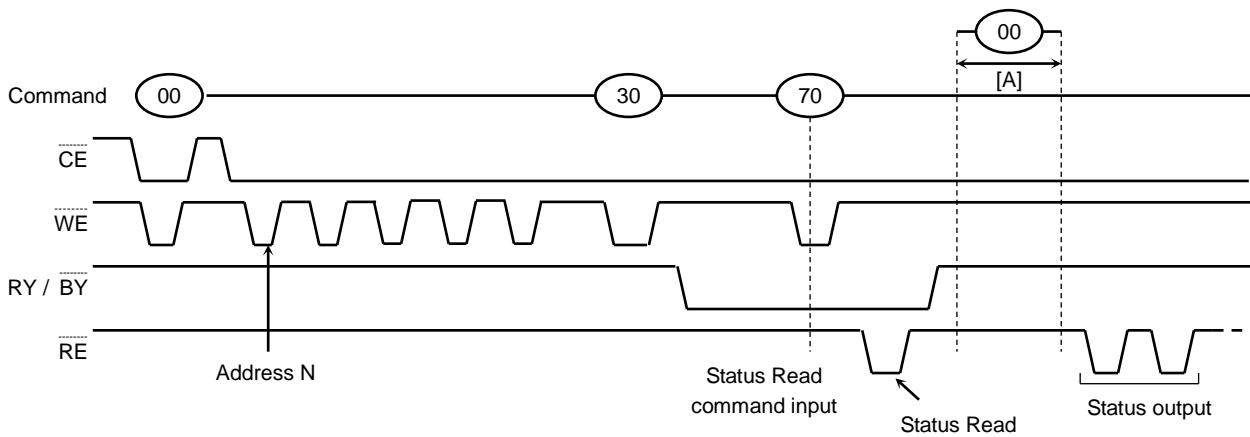 00
[A]
Command 00 30 70
CE
WE
RY / BY
RE
Address N
Status Read
command input
Status Read
Status output